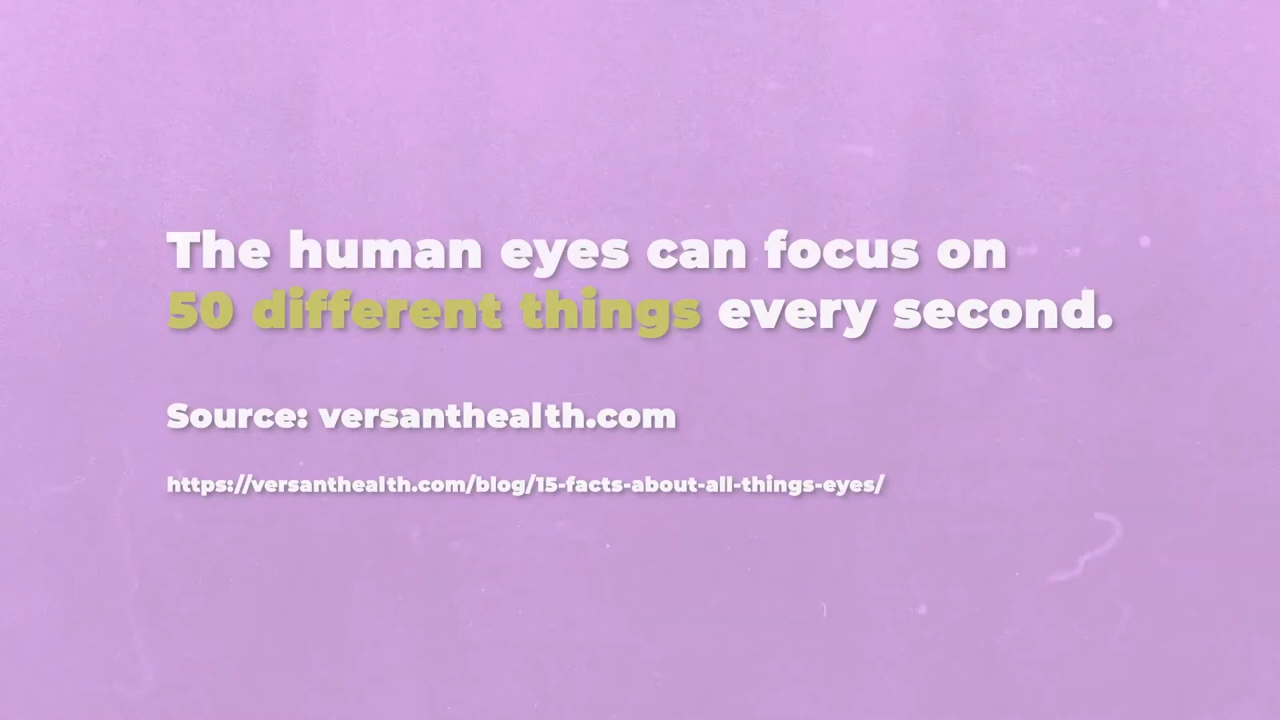 The human eyes can focus on
50 different things every second.
Source: versanthealth.com
https://versanthealth.com/blog/15-facts-about-all-things-eyes/